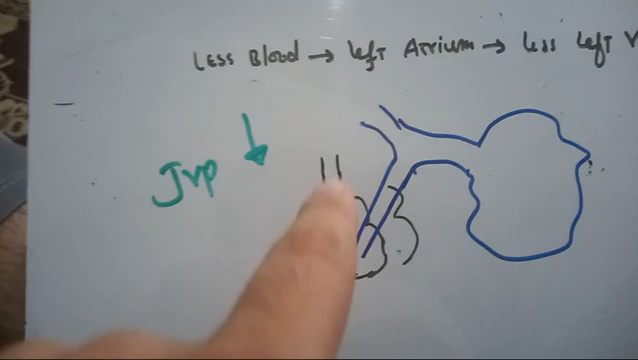 Less Blood → left Atrium → Less left
Jvp ↓